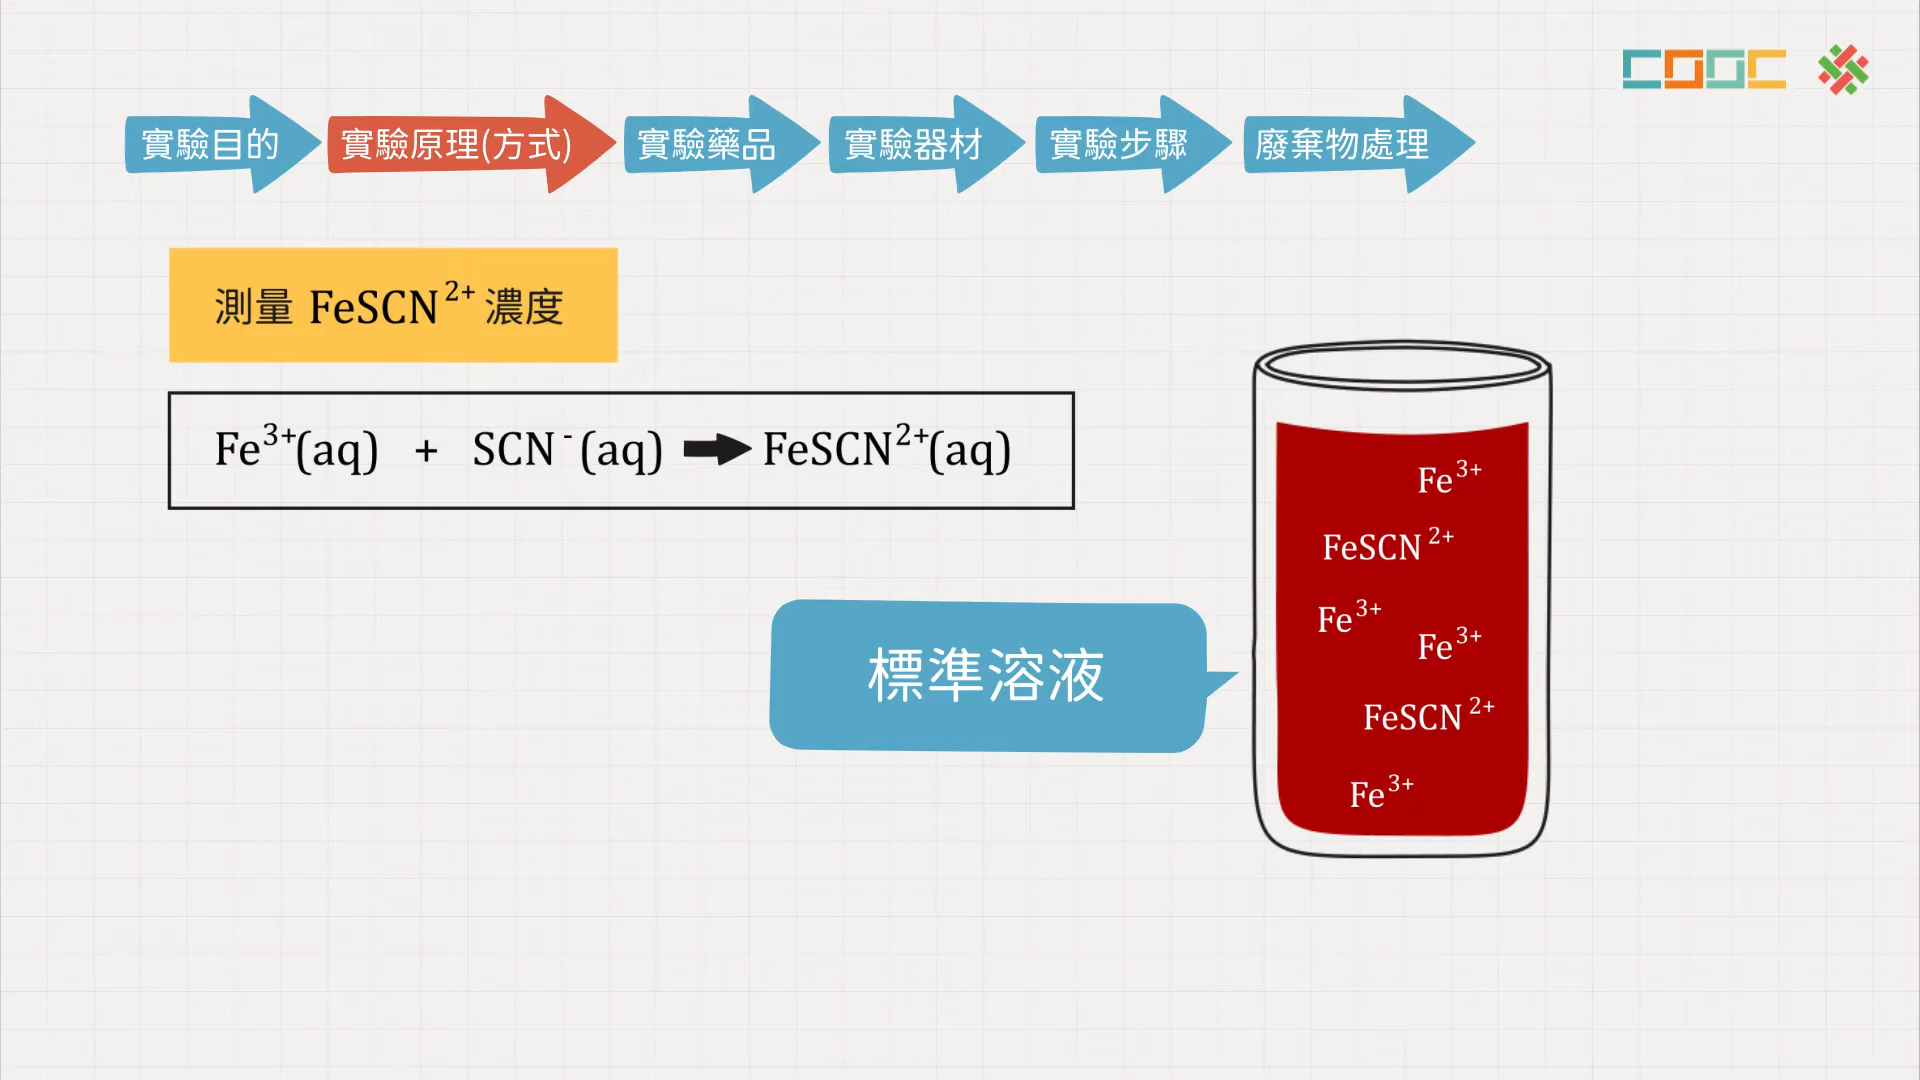 COOC
實驗目的 實驗原理(方式) 實驗藥品 實驗器材 實驗步驟 廢棄物處理
測量 FeSCN²⁺ 濃度
Fe³⁺(aq) + SCN⁻(aq) ➡ FeSCN²⁺(aq)
標準溶液
Fe³⁺
FeSCN²⁺
Fe³⁺
Fe³⁺
FeSCN²⁺
Fe³⁺